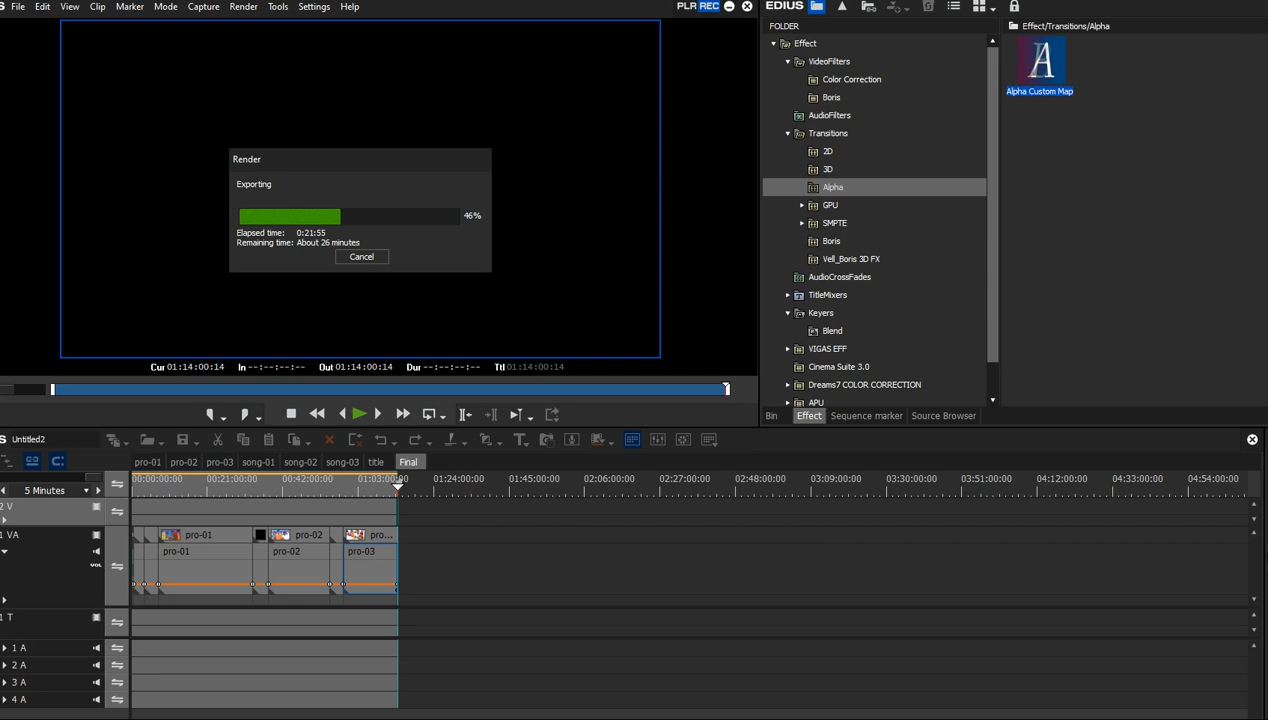 File Edit View Clip Marker Mode Capture Render Tools Settings Help
PLR REC
EDIUS
FOLDER
Effect
VideoFilters
Color Correction
Boris
AudioFilters
Transitions
2D
3D
Alpha
GPU
SMPTE
Boris
Vell_Boris 3D FX
AudioCrossFades
TitleMixers
Keyers
Blend
VIGAS EFF
Cinema Suite 3.0
Dreams7 COLOR CORRECTION
APU
Effect/Transitions/Alpha
Alpha Custom Map
Bin Effect Sequence marker Source Browser
Render
Exporting
46%
Elapsed time: 0:21:55
Remaining time: About 26 minutes
Cancel
Cur 01:14:00:14 In --:--:--:-- Out 01:14:00:14 Dur --:--:--:-- Ttl 01:14:00:14
Untitled2
pro-01 pro-02 pro-03 song-01 song-02 song-03 title Final
5 Minutes
00:00:00:00 00:21:00:00 00:42:00:00 01:03:00:00 01:24:00:00 01:45:00:00 02:06:00:00 02:27:00:00 02:48:00:00 03:09:00:00 03:30:00:00 03:51:00:00 04:12:00:00 04:33:00:00 04:54:00:00
2 V
1 VA
pro-01 pro-02 pro...
pro-01 pro-02 pro-03
VOL
1 T
1 A
2 A
3 A
4 A